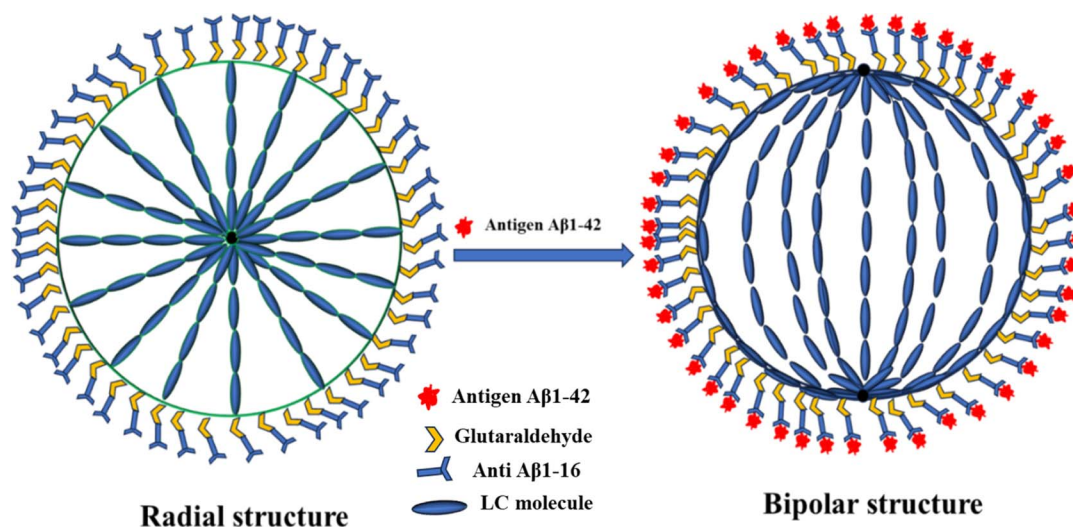 Antigen Aβ1-42
Antigen Aβ1-42
Glutaraldehyde
Anti Aβ1-16
LC molecule
Radial structure
Bipolar structure